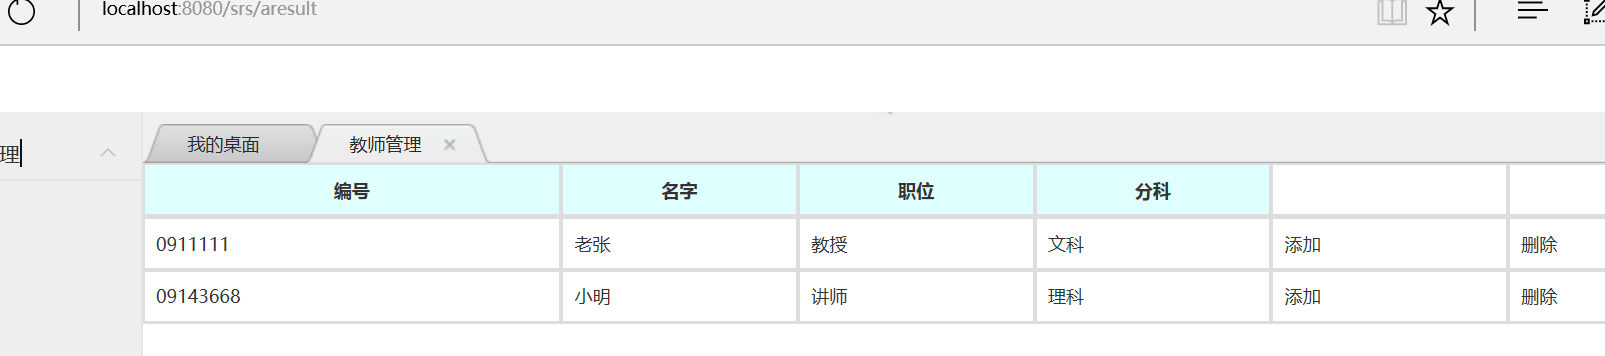 localhost:8080/srs/aresult
理 我的桌面 教师管理
编号 名字 职位 分科
0911111 老张 教授 文科 添加 删除
09143668 小明 讲师 理科 添加 删除